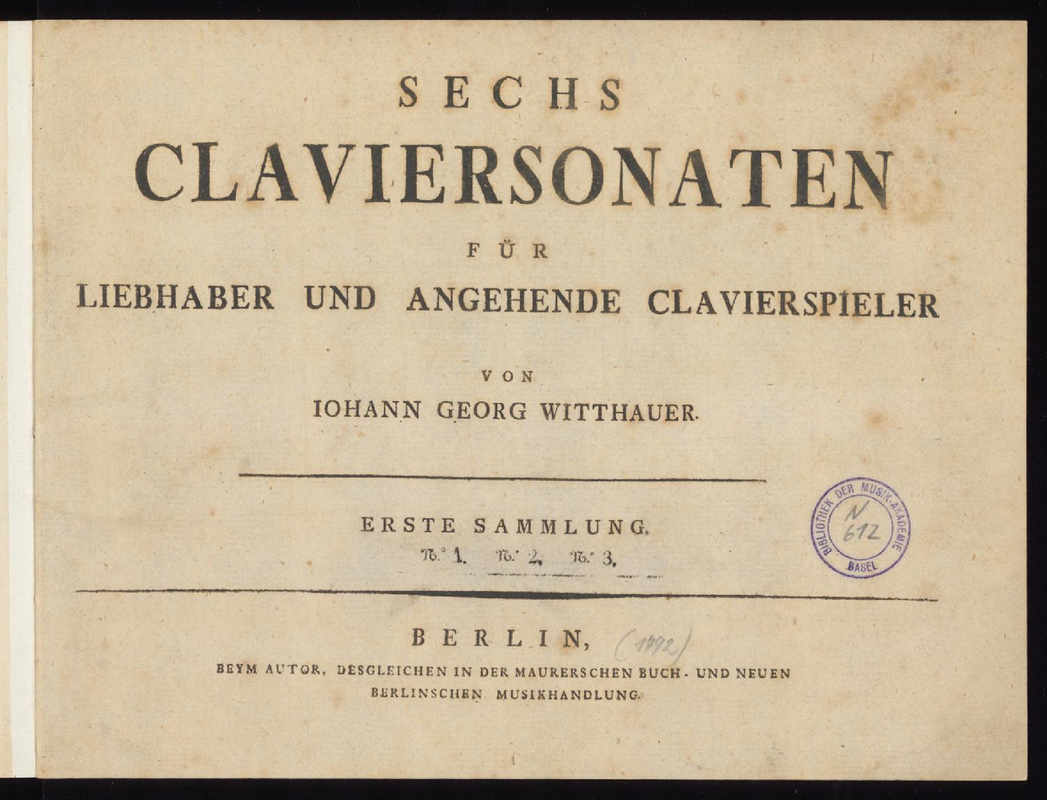 SECHS
CLAVIERSONATEN
FÜR
LIEBHABER UND ANGEHENDE CLAVIERSPIELER
VON
IOHANN GEORG WITTHAUER.
ERSTE SAMMLUNG.
N.º 1. N.º 2. N.º 3.
BIBLIOTHEK DER MUSIK-AKADEMIE
N
612
BASEL
BERLIN, (1792)
BEYM AUTOR, DESGLEICHEN IN DER MAURERSCHEN BUCH- UND NEUEN
BERLINSCHEN MUSIKHANDLUNG.